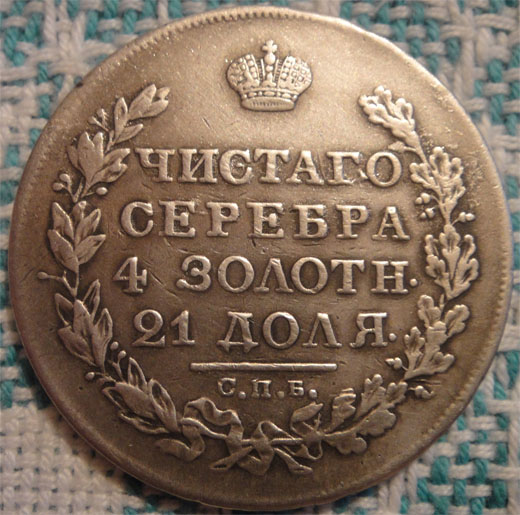 ЧИСТАГО
СЕРЕБРА
4 ЗОЛОТН.
21 ДОЛЯ.
С.П.Б.